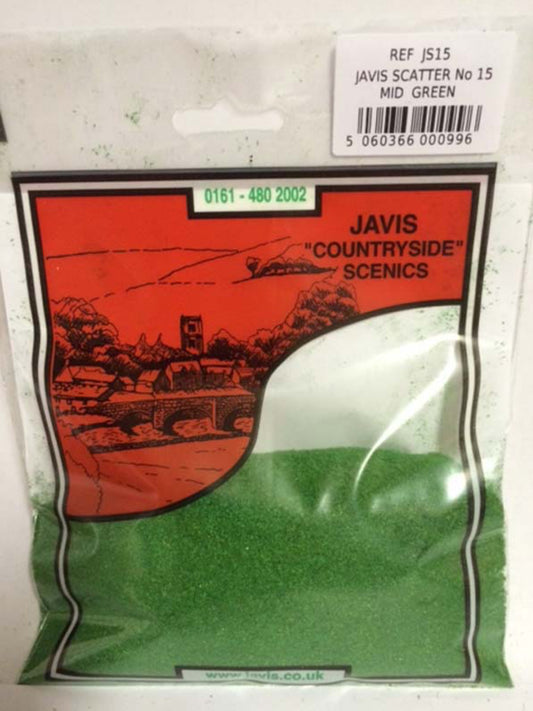 REF JS15
JAVIS SCATTER No 15
MID GREEN
5 060366 000996
0161 - 480 2002
JAVIS
"COUNTRYSIDE"
SCENICS
www.javis.co.uk